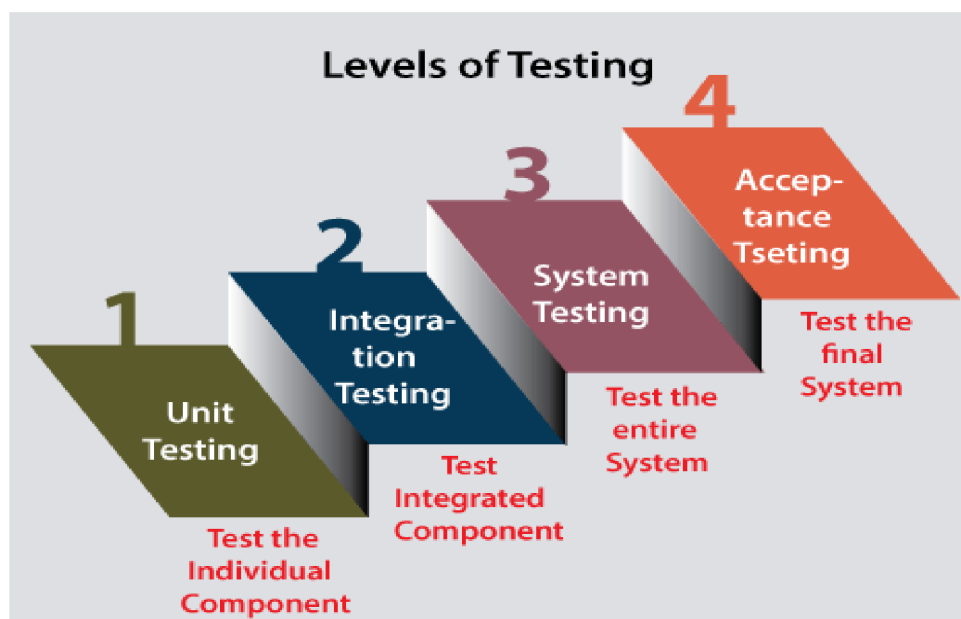 Levels of Testing
1
Unit
Testing
Test the
Individual
Component
2
Integra-
tion
Testing
Test
Integrated
Component
3
System
Testing
Test the
entire
System
4
Accep-
tance
Tseting
Test the
final
System